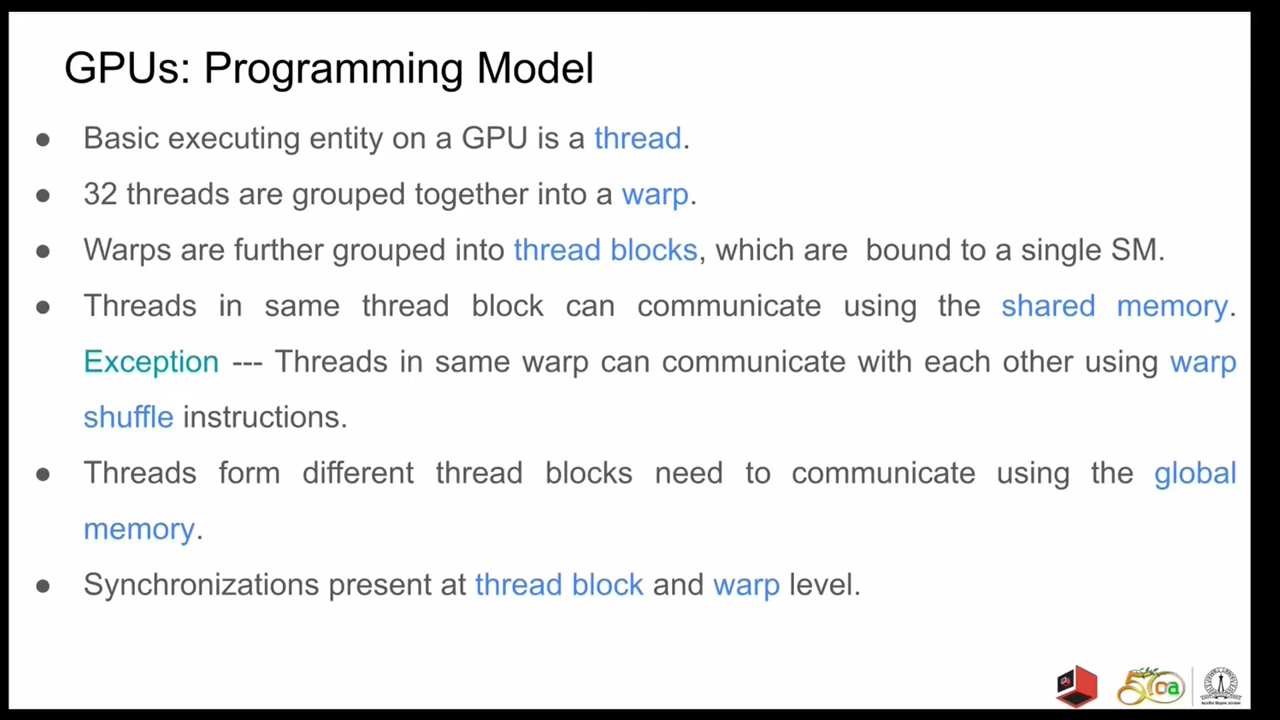 GPUs: Programming Model
● Basic executing entity on a GPU is a thread.
● 32 threads are grouped together into a warp.
● Warps are further grouped into thread blocks, which are bound to a single SM.
● Threads in same thread block can communicate using the shared memory.
Exception --- Threads in same warp can communicate with each other using warp
shuffle instructions.
● Threads form different thread blocks need to communicate using the global
memory.
● Synchronizations present at thread block and warp level.